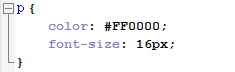 p {
color: #FF0000;
font-size: 16px;
}